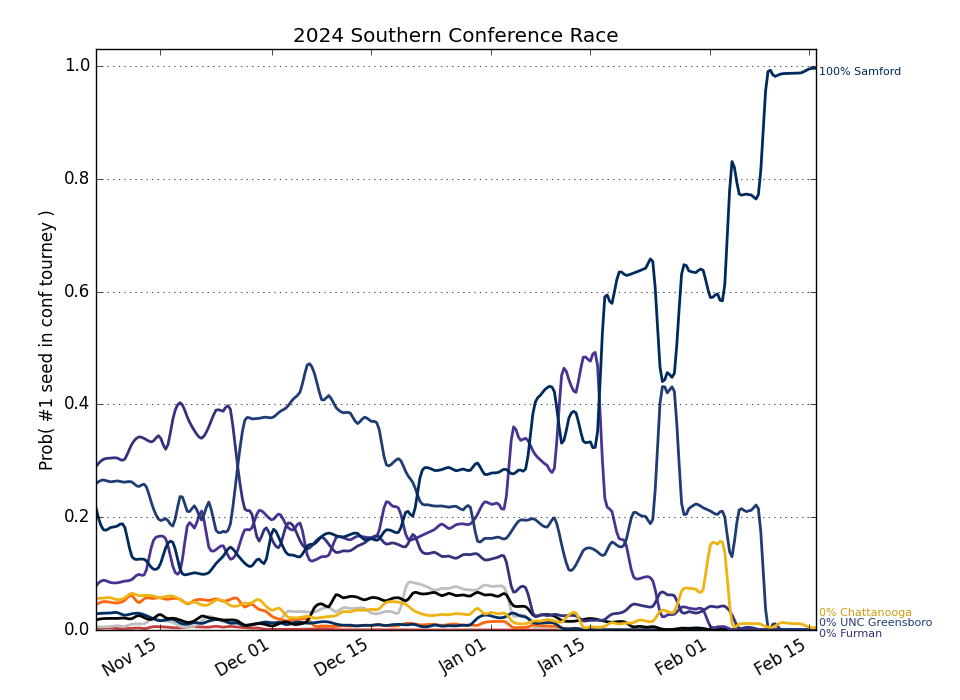 2024 Southern Conference Race
Prob( #1 seed in conf tourney )
1.0
0.8
0.6
0.4
0.2
0.0
Nov 15
Dec 01
Dec 15
Jan 01
Jan 15
Feb 01
Feb 15
100% Samford
0% Chattanooga
0% UNC Greensboro
0% Furman